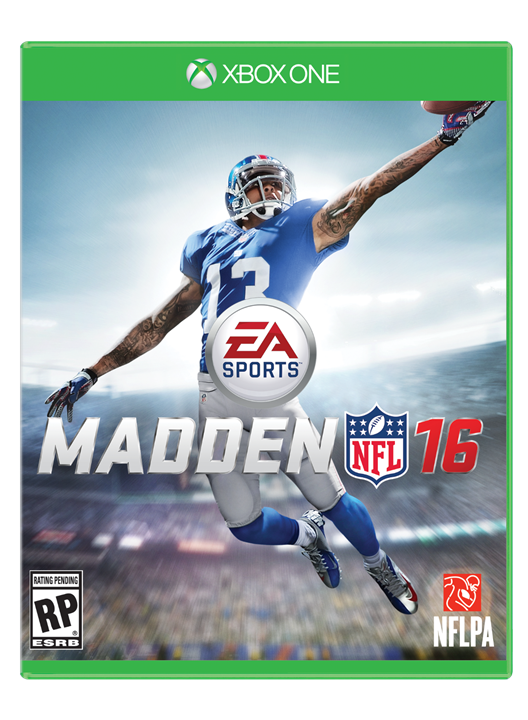 XBOX ONE
13
EA
SPORTS
MADDEN NFL 16
RATING PENDING
RP
ESRB
NFLPA